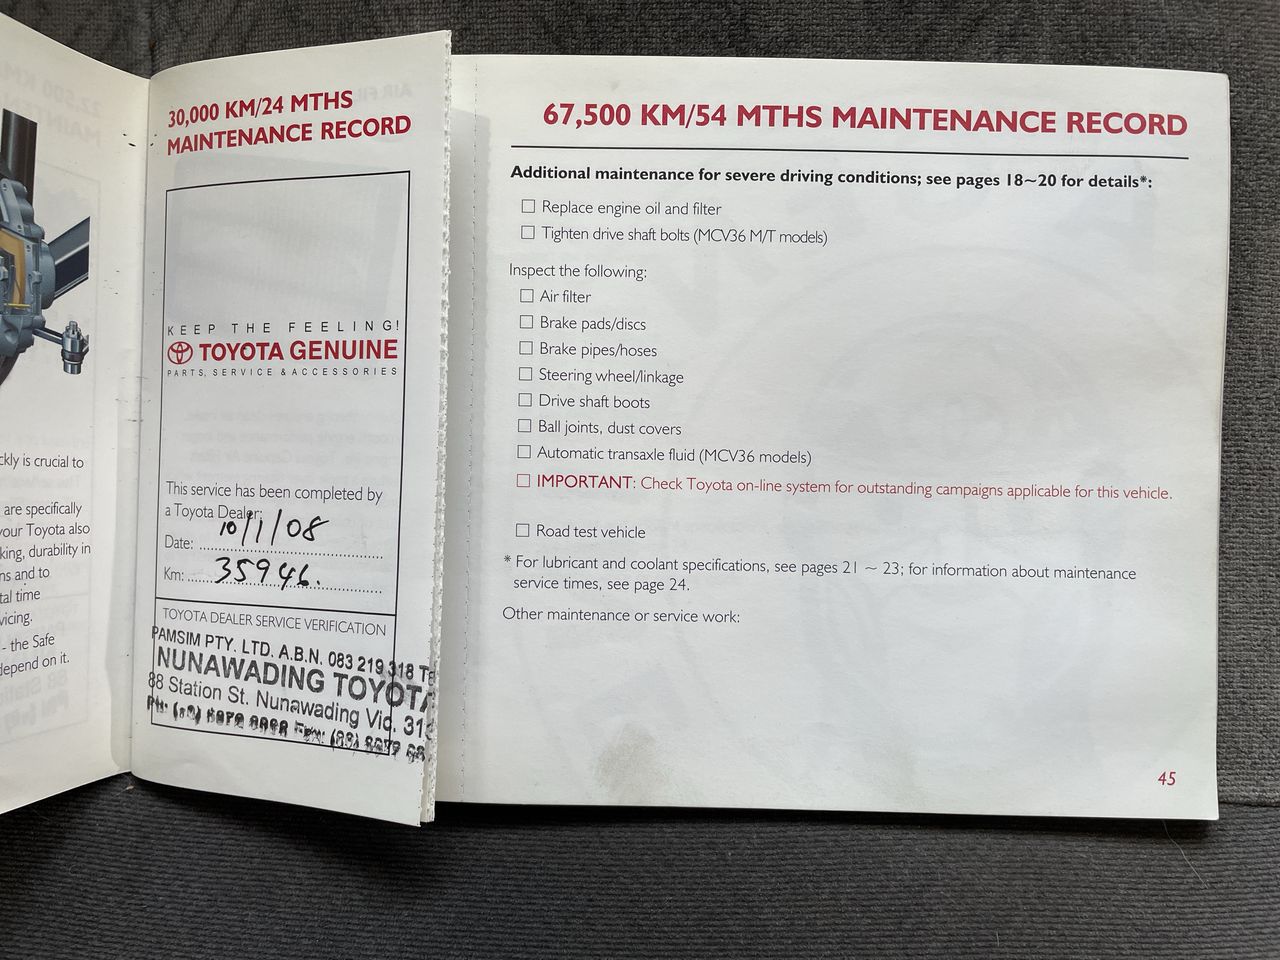 ckly is crucial to
are specifically
your Toyota also
king, durability in
ns and to
tal time
vicing.
- the Safe
depend on it.
30,000 KM/24 MTHS
MAINTENANCE RECORD
KEEP THE FEELING!
TOYOTA GENUINE
PARTS, SERVICE & ACCESSORIES
This service has been completed by
a Toyota Dealer:
Date: 10/1/08
Km: 35946.
TOYOTA DEALER SERVICE VERIFICATION
PAMSIM PTY. LTD. A.B.N. 083 219 318 Ta
NUNAWADING TOYOTA
88 Station St. Nunawading Vic. 313
67,500 KM/54 MTHS MAINTENANCE RECORD
Additional maintenance for severe driving conditions; see pages 18~20 for details*:
Replace engine oil and filter
Tighten drive shaft bolts (MCV36 M/T models)
Inspect the following:
Air filter
Brake pads/discs
Brake pipes/hoses
Steering wheel/linkage
Drive shaft boots
Ball joints, dust covers
Automatic transaxle fluid (MCV36 models)
IMPORTANT: Check Toyota on-line system for outstanding campaigns applicable for this vehicle.
Road test vehicle
* For lubricant and coolant specifications, see pages 21 ~ 23; for information about maintenance
service times, see page 24.
Other maintenance or service work:
45